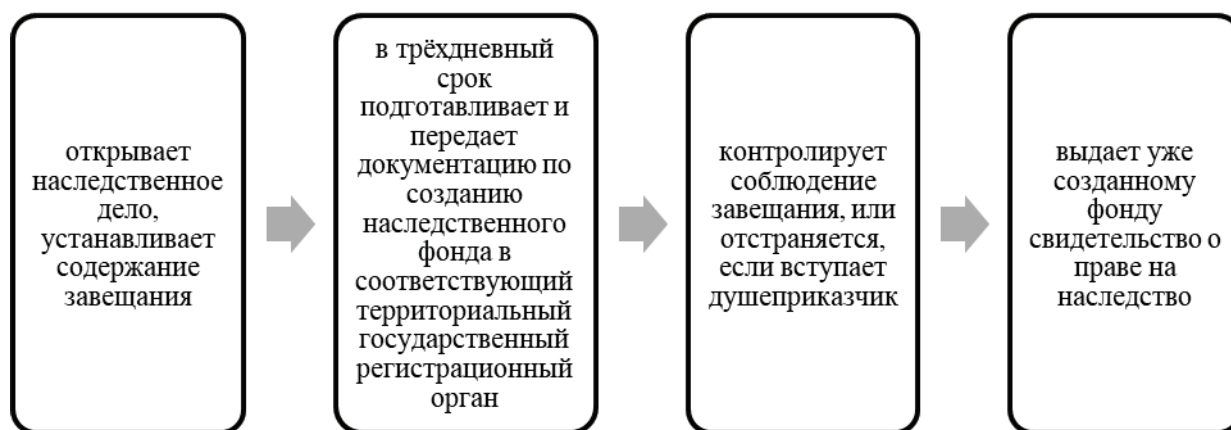 открывает
наследственное
дело,
устанавливает
содержание
завещания
в трёхдневный
срок
подготавливает и
передает
документацию по
созданию
наследственного
фонда в
соответствующий
территориальный
государственный
регистрационный
орган
контролирует
соблюдение
завещания, или
отстраняется,
если вступает
душеприказчик
выдает уже
созданному
фонду
свидетельство о
праве на
наследство